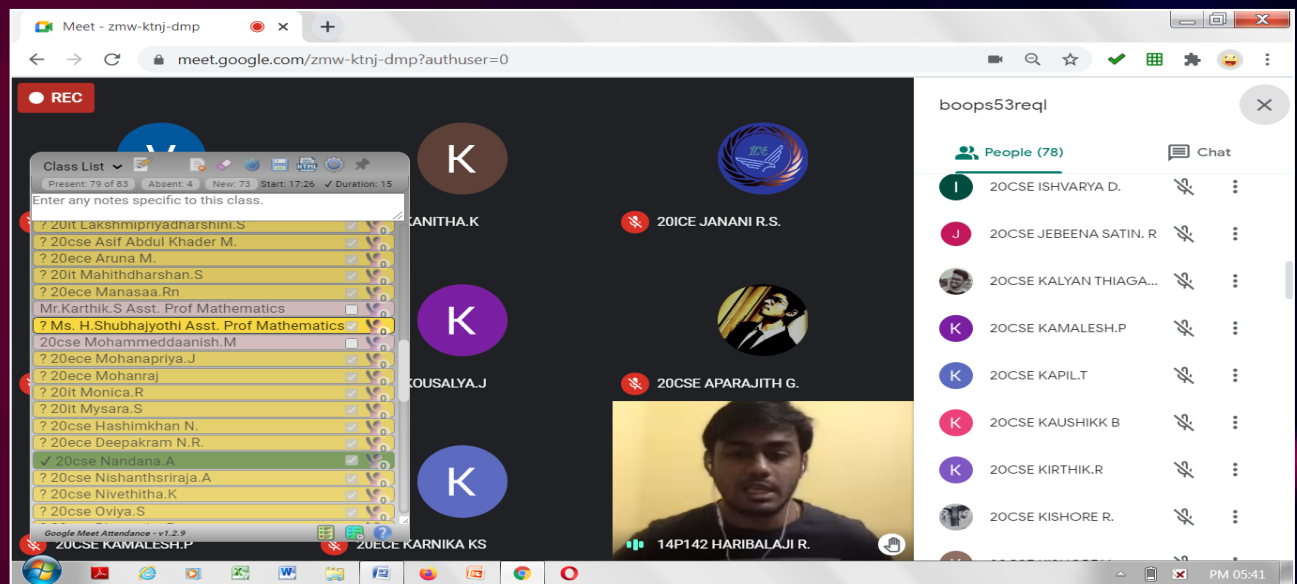 Meet - zmw-ktnj-dmp
meet.google.com/zmw-ktnj-dmp?authuser=0
REC
Class List
Present: 79 of 83 Absent: 4 New: 73 Start: 17:26 ✓ Duration: 15
Enter any notes specific to this class.
? 20it Lakshmipriyadharshini.S
? 20cse Asif Abdul Khader M.
? 20ece Aruna M.
? 20it Mahithdharshan.S
? 20ece Manasaa.Rn
Mr.Karthik.S Asst. Prof Mathematics
? Ms. H.Shubhajyothi Asst. Prof Mathematics
20cse Mohammeddaanish.M
? 20ece Mohanapriya.J
? 20ece Mohanraj
? 20it Monica.R
? 20it Mysara.S
? 20cse Hashimkhan N.
? 20ece Deepakram N.R.
✓ 20cse Nandana.A
? 20cse Nishanthsriraja.A
? 20cse Nivethitha.K
? 20cse Oviya.S
Google Meet Attendance - v1.2.9
K
KANITHA.K
20ICE JANANI R.S.
K
KOUSALYA.J
20CSE APARAJITH G.
K
20CSE KAMALESH.P
20ECE KARNIKA KS
14P142 HARIBALAJI R.
boops53reql
People (78)
Chat
I 20CSE ISHVARYA D.
J 20CSE JEBEENA SATIN. R
20CSE KALYAN THIAGA...
K 20CSE KAMALESH.P
K 20CSE KAPIL.T
K 20CSE KAUSHIKK B
K 20CSE KIRTHIK.R
20CSE KISHORE R.
PM 05:41